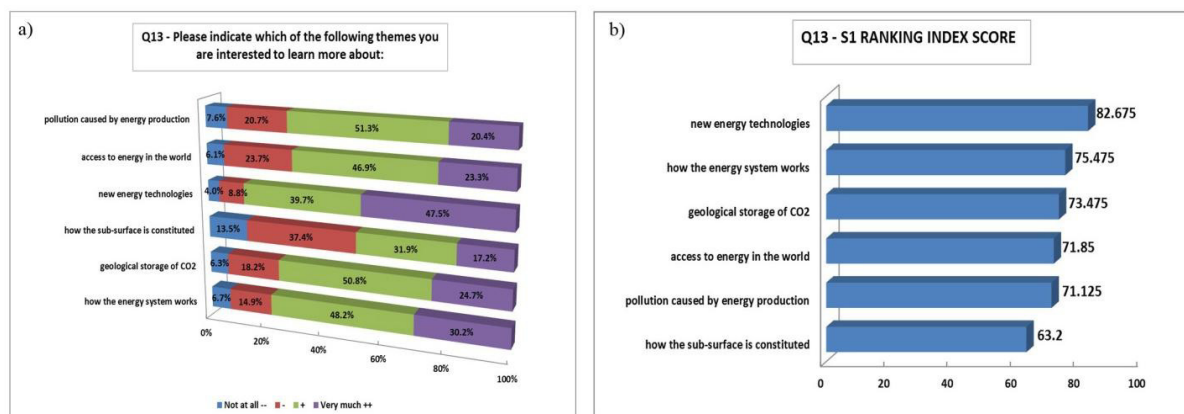 a)
Q13 - Please indicate which of the following themes you
are interested to learn more about:
pollution caused by energy production
7.6% 20.7% 51.3% 20.4%
access to energy in the world
6.1% 23.7% 46.9% 23.3%
new energy technologies
4.0% 8.8% 39.7% 47.5%
how the sub-surface is constituted
13.5% 37.4% 31.9% 17.2%
geological storage of CO2
6.3% 18.2% 50.8% 24.7%
how the energy system works
6.7% 14.9% 48.2% 30.2%
0% 20% 40% 60% 80% 100%
Not at all -- - + Very much ++
b)
Q13 - S1 RANKING INDEX SCORE
new energy technologies 82.675
how the energy system works 75.475
geological storage of CO2 73.475
access to energy in the world 71.85
pollution caused by energy production 71.125
how the sub-surface is constituted 63.2
0 20 40 60 80 100